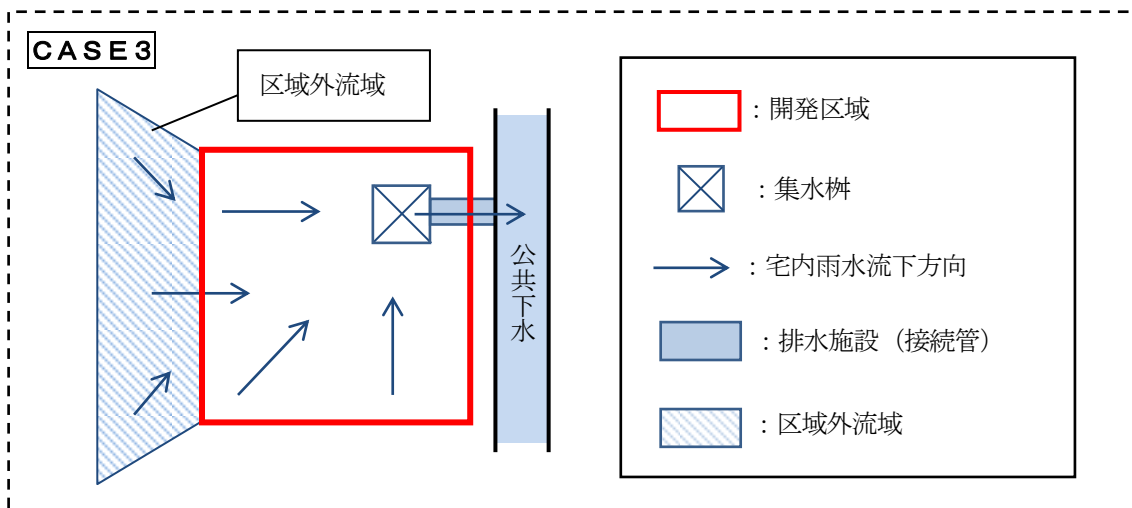 ＣＡＳＥ３
区域外流域
公共下水
：開発区域
：集水桝
：宅内雨水流下方向
：排水施設（接続管）
：区域外流域